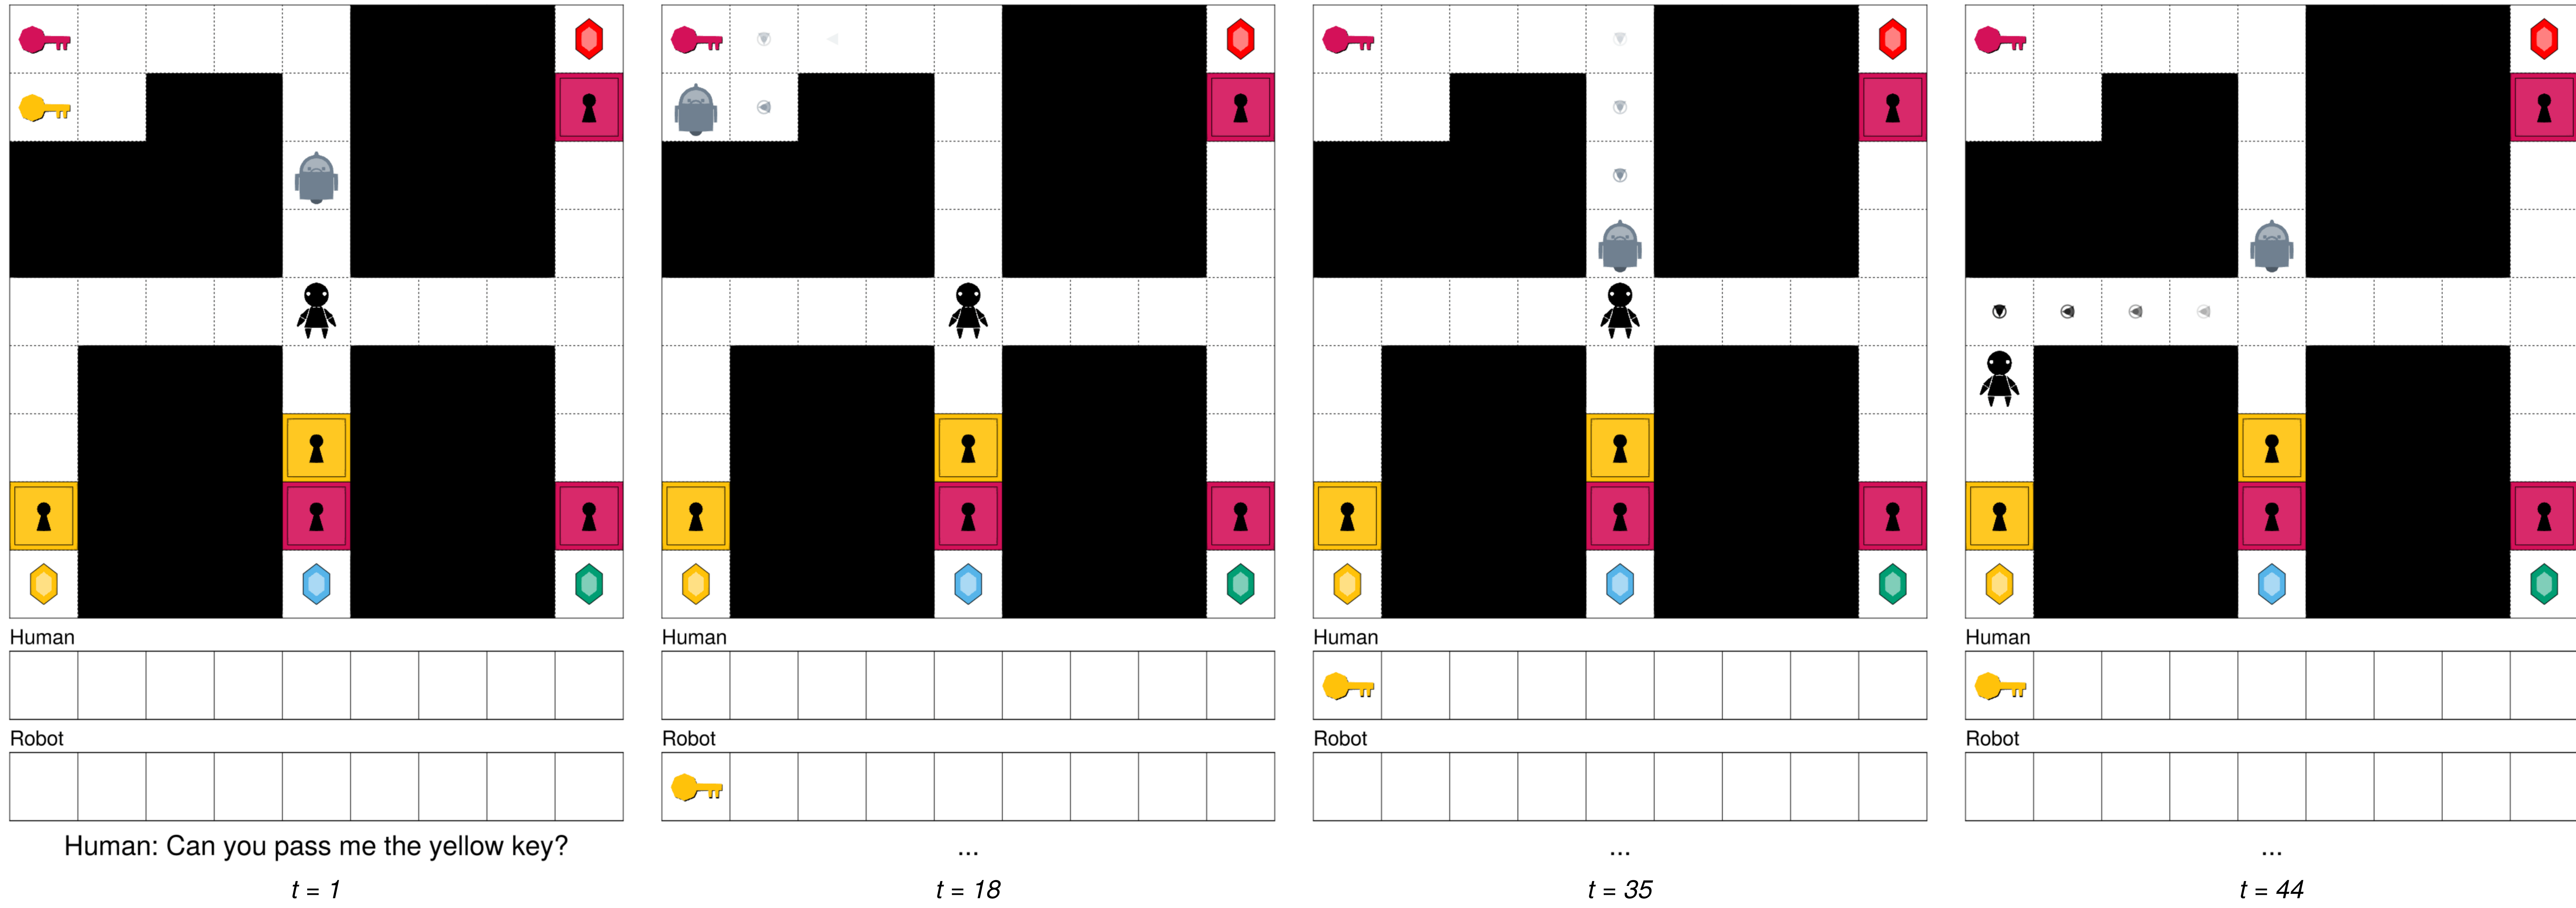 Human
Robot
Human: Can you pass me the yellow key?
t = 1
Human
Robot
...
t = 18
Human
Robot
...
t = 35
Human
Robot
...
t = 44